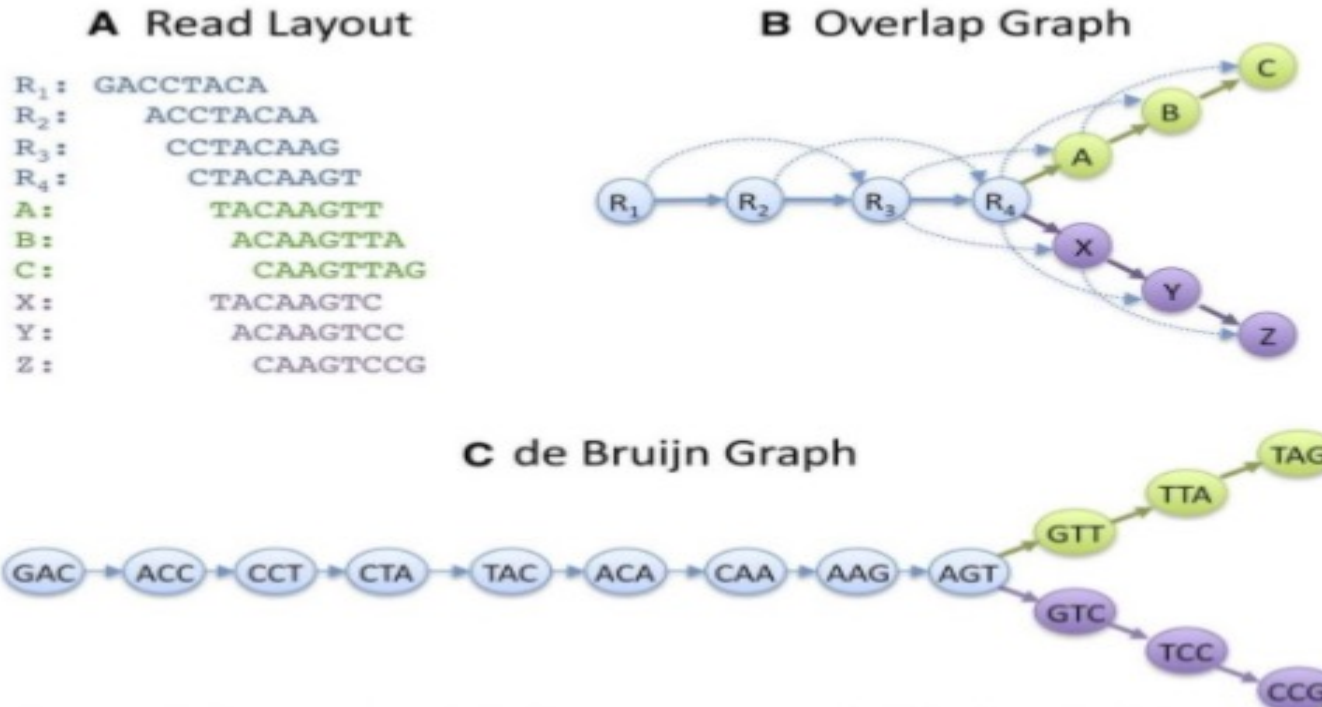 A Read Layout
R₁: GACCTACA
R₂: ACCTACAA
R₃: CCTACAAG
R₄: CTACAAGT
A: TACAAGTT
B: ACAAGTTA
C: CAAGTTAG
X: TACAAGTC
Y: ACAAGTCC
Z: CAAGTCCG
B Overlap Graph
R₁ R₂ R₃ R₄
A
B
C
X
Y
Z
C de Bruijn Graph
GAC ACC CCT CTA TAC ACA CAA AAG AGT
GTT
TTA
TAG
GTC
TCC
CCG